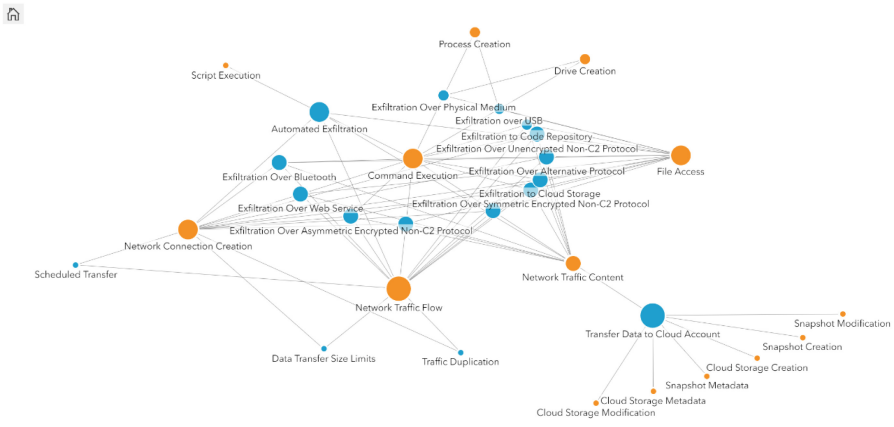 Process Creation
Drive Creation
Script Execution
Exfiltration Over Physical Medium
Exfiltration over USB
Automated Exfiltration
Exfiltration to Code Repository
Exfiltration Over Unencrypted Non-C2 Protocol
Exfiltration Over Bluetooth
Command Execution
Exfiltration Over Alternative Protocol
File Access
Exfiltration to Cloud Storage
Exfiltration Over Web Service
Exfiltration Over Symmetric Encrypted Non-C2 Protocol
Exfiltration Over Asymmetric Encrypted Non-C2 Protocol
Network Connection Creation
Scheduled Transfer
Network Traffic Content
Network Traffic Flow
Snapshot Modification
Transfer Data to Cloud Account
Snapshot Creation
Data Transfer Size Limits
Traffic Duplication
Cloud Storage Creation
Snapshot Metadata
Cloud Storage Metadata
Cloud Storage Modification